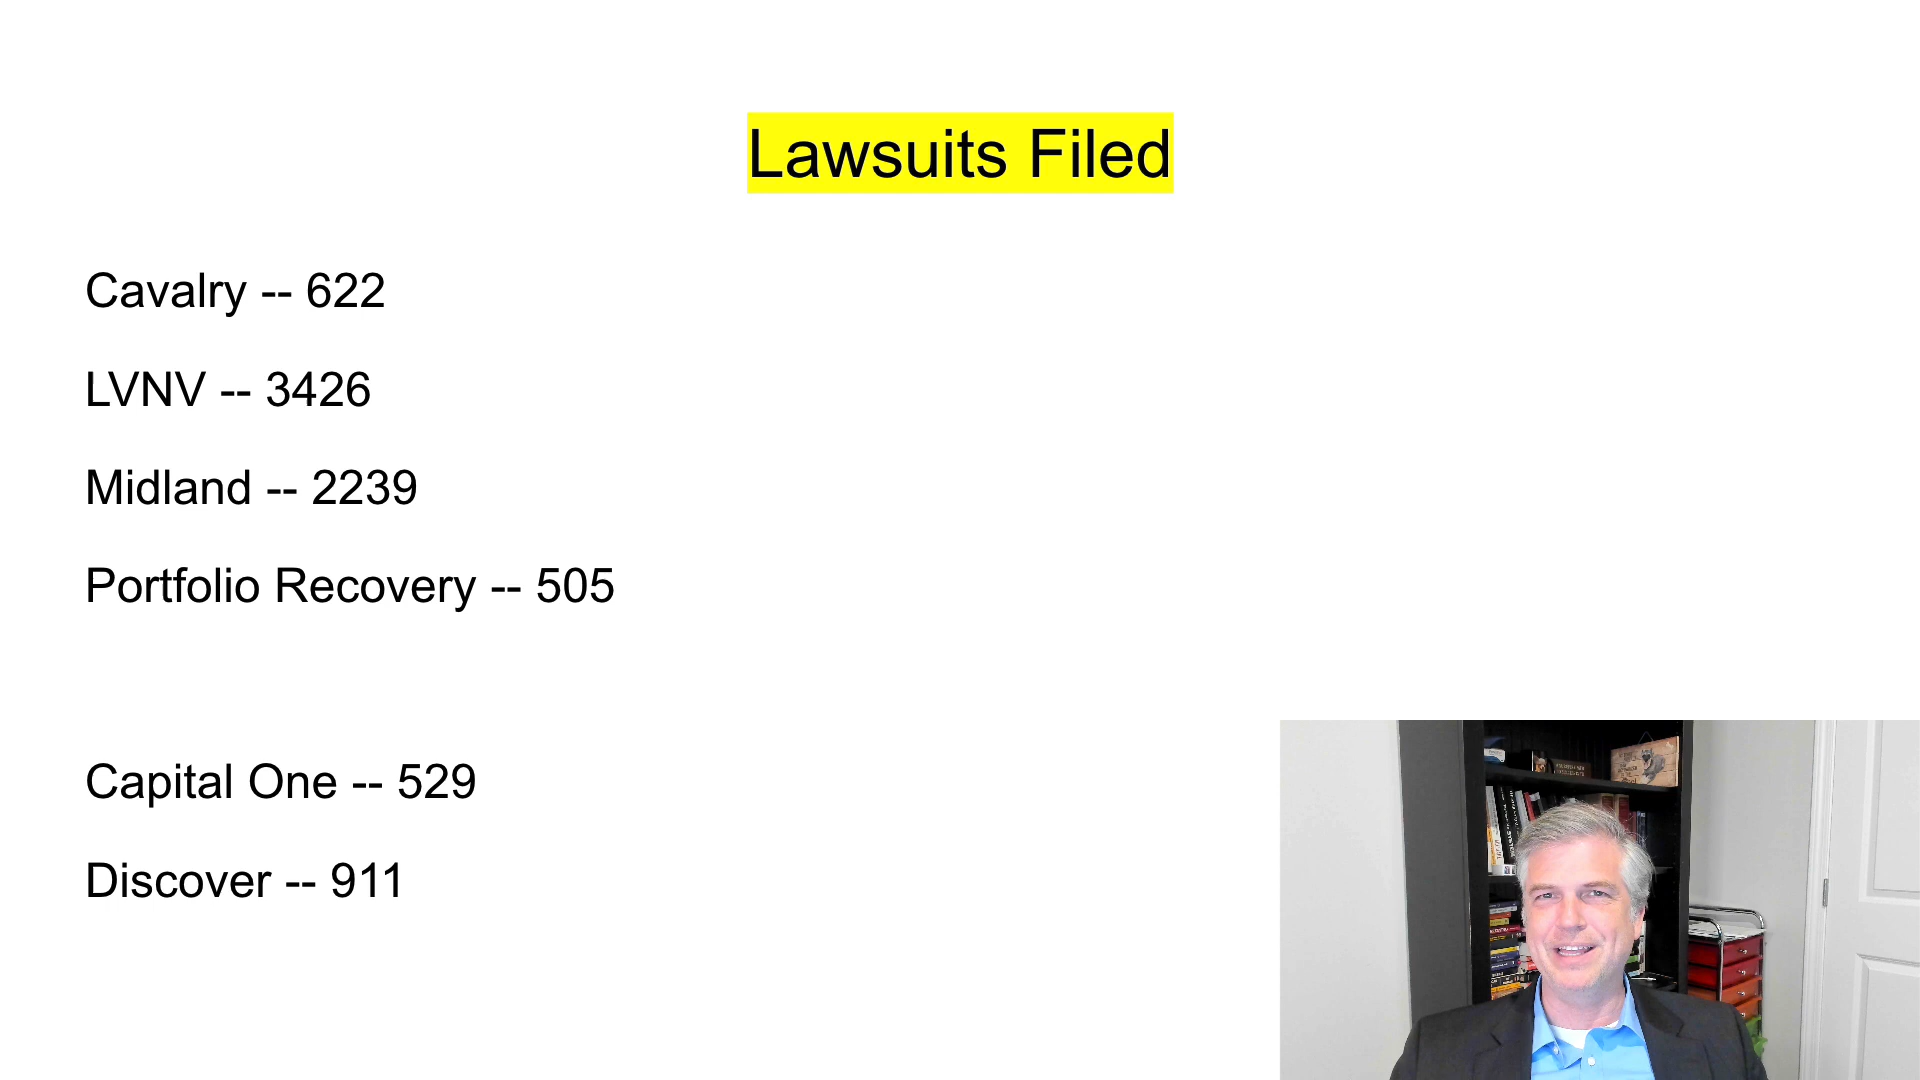 Lawsuits Filed
Cavalry -- 622
LVNV -- 3426
Midland -- 2239
Portfolio Recovery -- 505
Capital One -- 529
Discover -- 911